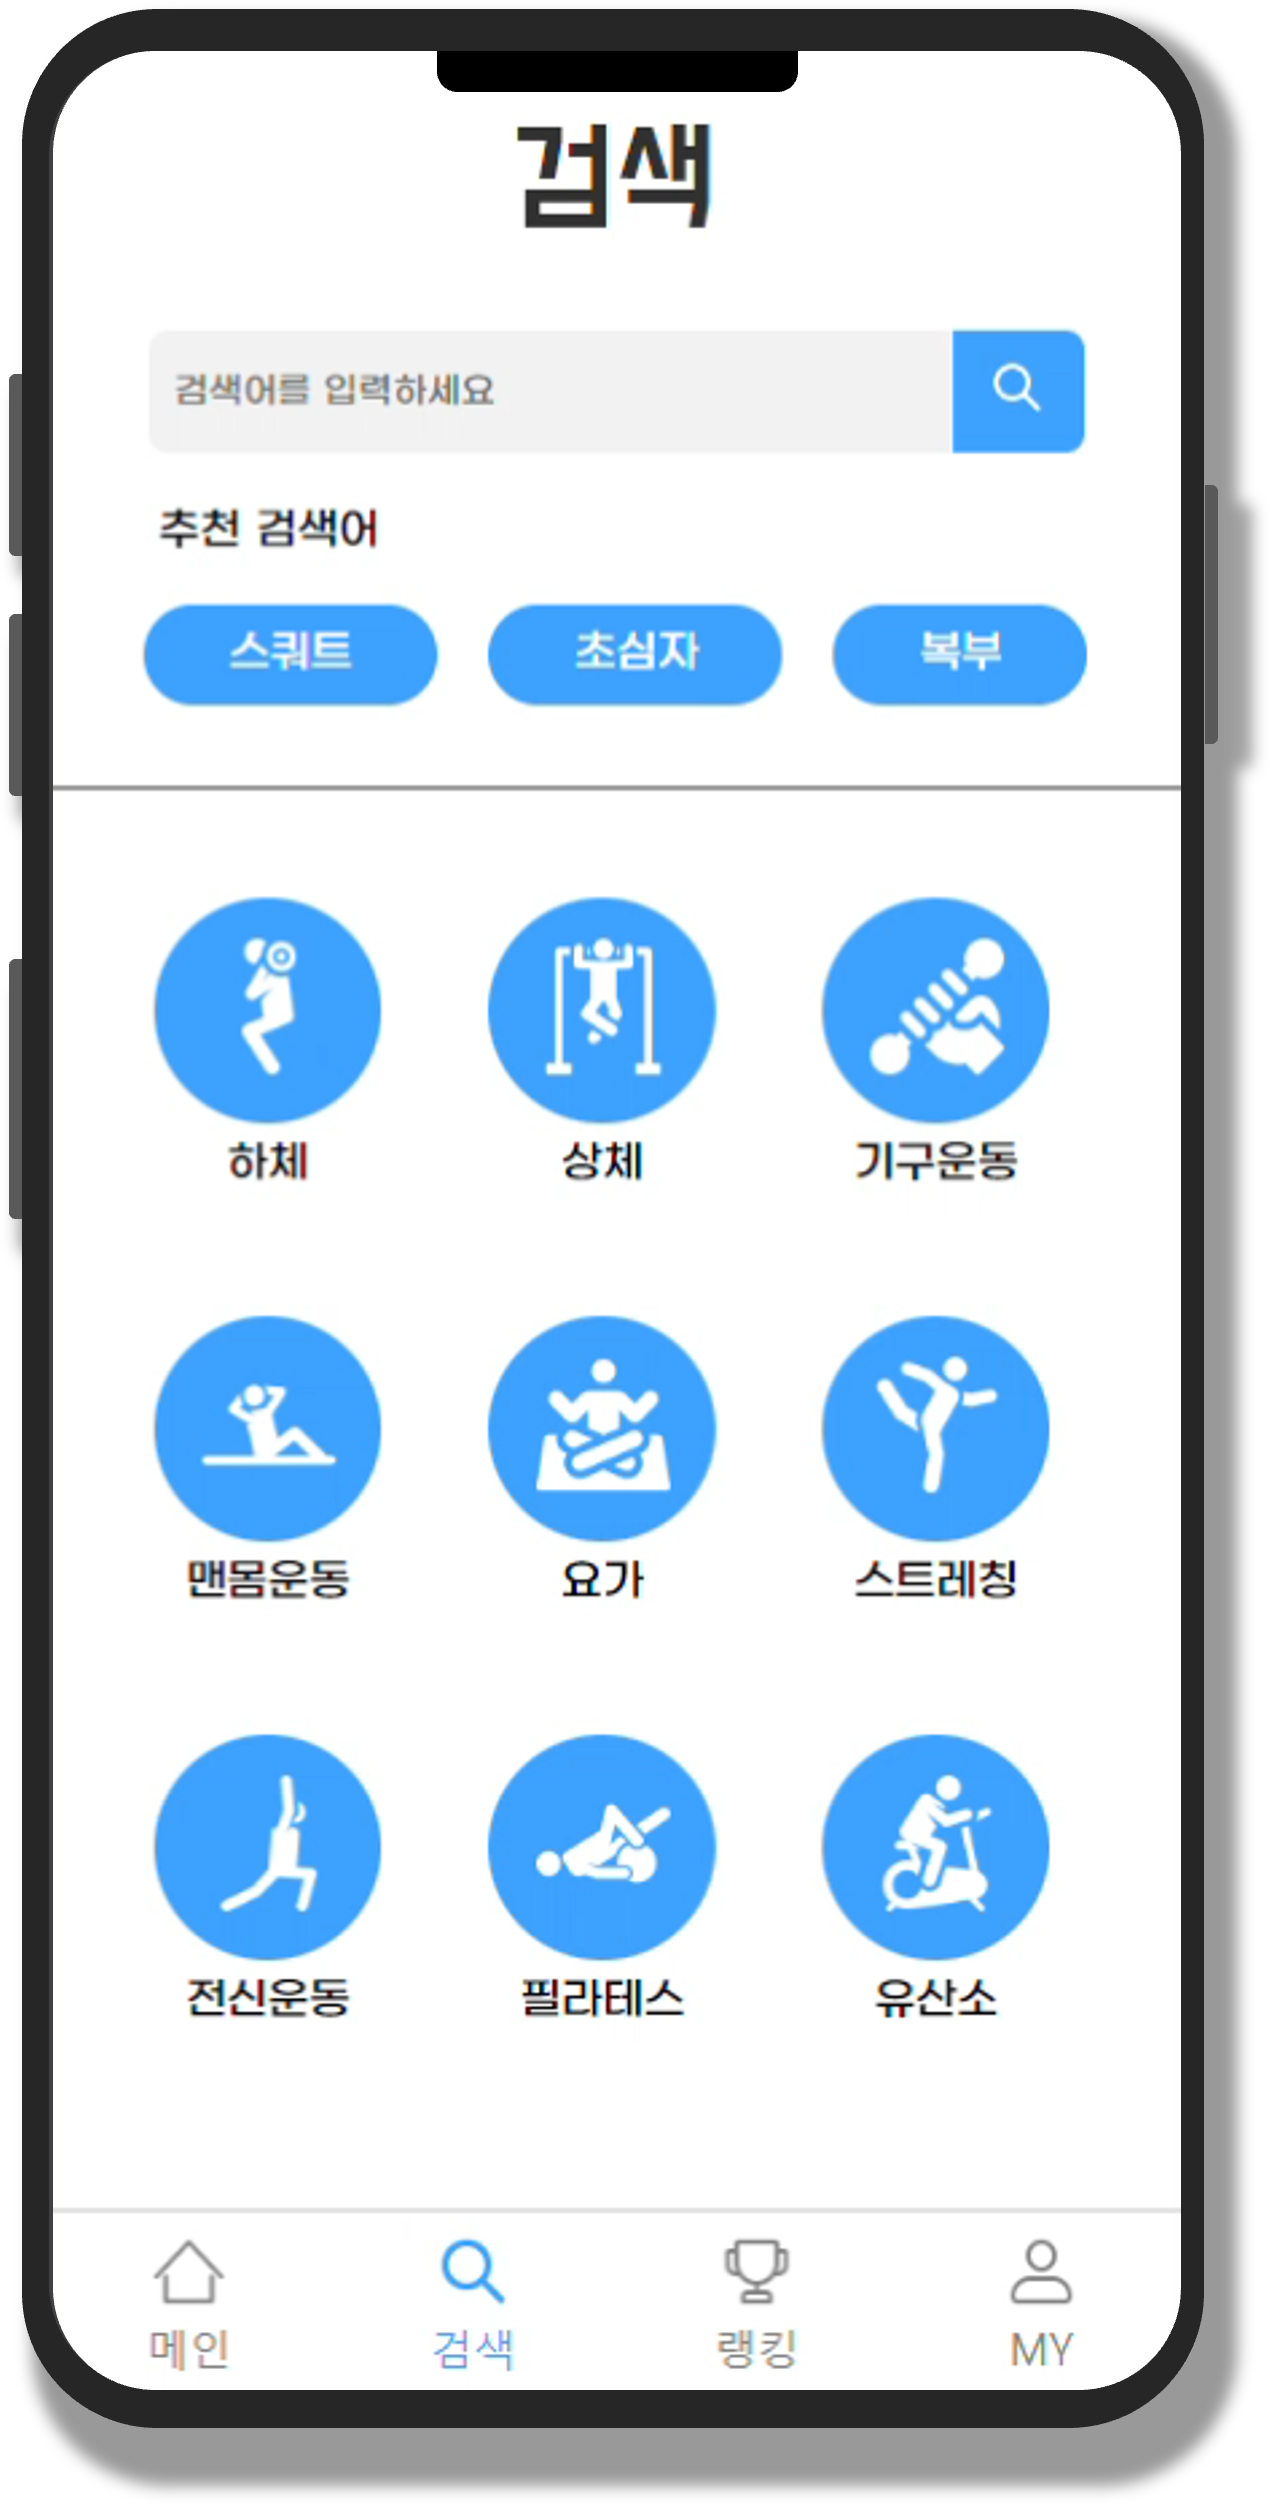 검색
검색어를 입력하세요
추천 검색어
스쿼트 초심자 복부
하체 상체 기구운동
맨몸운동 요가 스트레칭
전신운동 필라테스 유산소
메인 검색 랭킹 MY